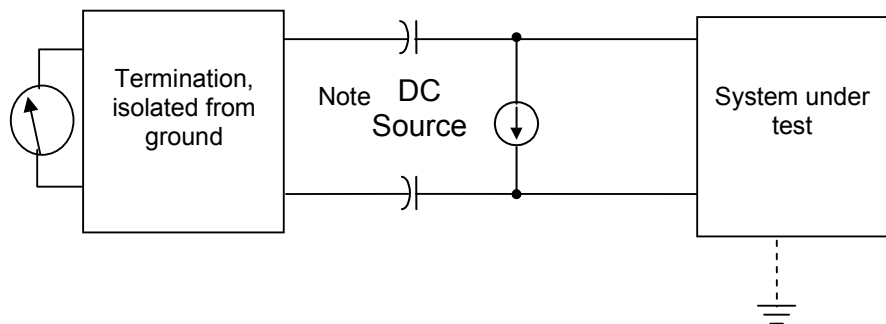 Termination,
isolated from
ground
Note DC
Source
System under
test